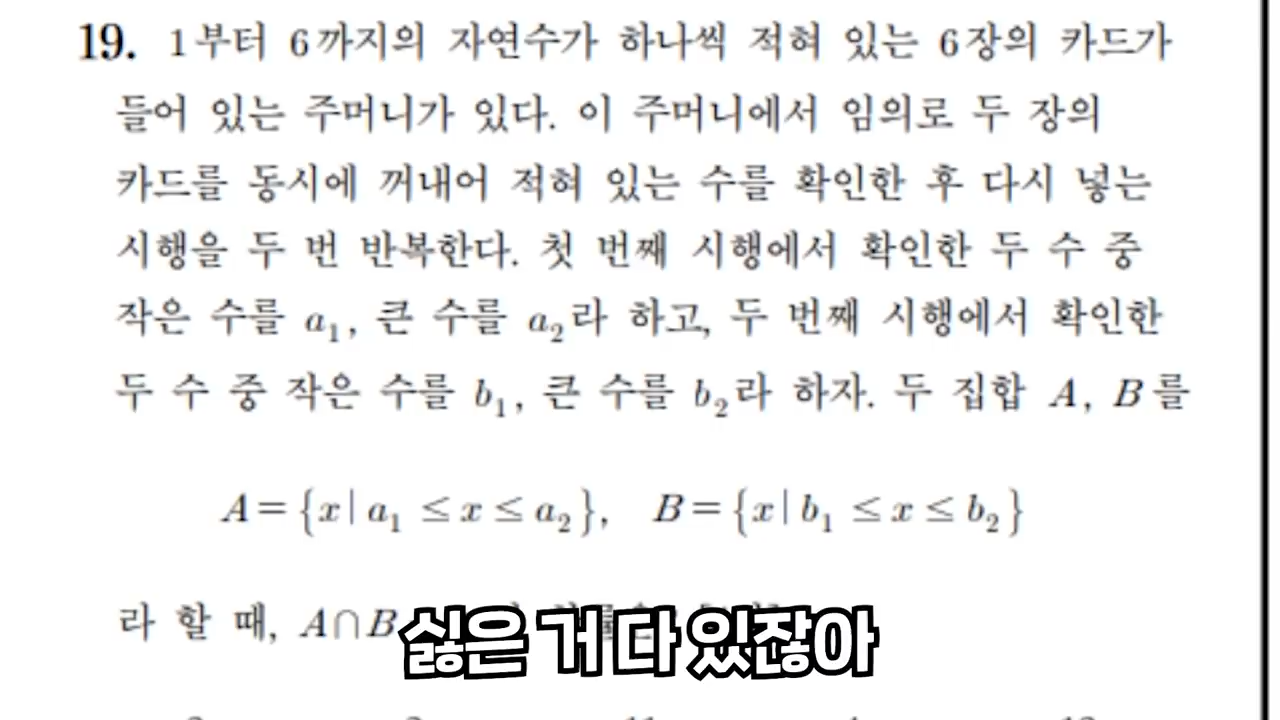 19. 1부터 6까지의 자연수가 하나씩 적혀 있는 6장의 카드가
들어 있는 주머니가 있다. 이 주머니에서 임의로 두 장의
카드를 동시에 꺼내어 적혀 있는 수를 확인한 후 다시 넣는
시행을 두 번 반복한다. 첫 번째 시행에서 확인한 두 수 중
작은 수를 a₁, 큰 수를 a₂라 하고, 두 번째 시행에서 확인한
두 수 중 작은 수를 b₁, 큰 수를 b₂라 하자. 두 집합 A, B를
A={x| a₁ ≤x≤ a₂}, B={x| b₁ ≤x≤ b₂}
라 할 때, A∩B
싫은 거 다 있잖아